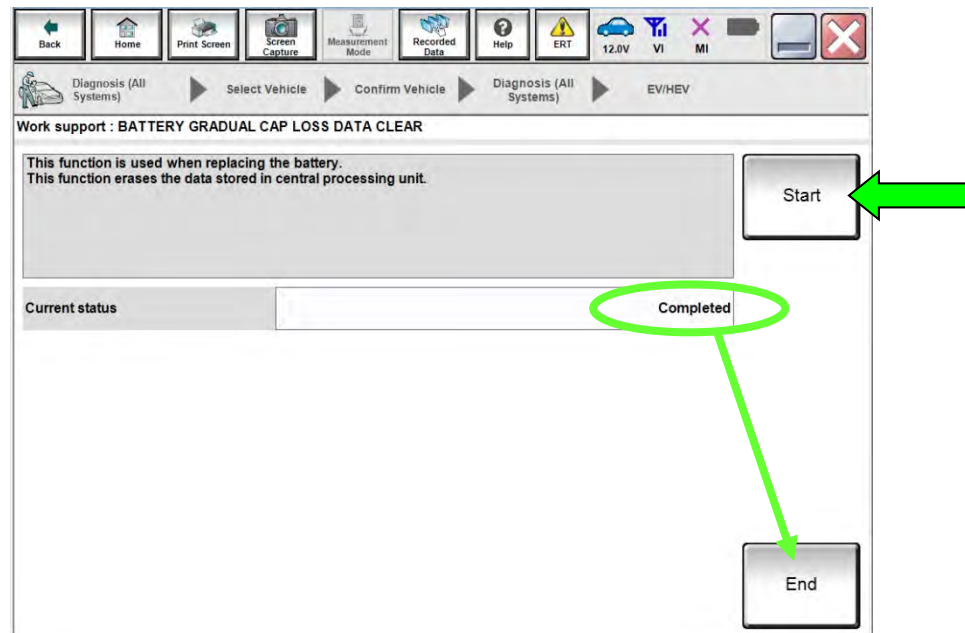 Back
Home
Print Screen
Screen
Capture
Measurement
Mode
Recorded
Data
Help
ERT
12.0V
VI
MI
Diagnosis (All
Systems)
Select Vehicle
Confirm Vehicle
Diagnosis (All
Systems)
EV/HEV
Work support : BATTERY GRADUAL CAP LOSS DATA CLEAR
This function is used when replacing the battery.
This function erases the data stored in central processing unit.
Start
Current status
Completed
End